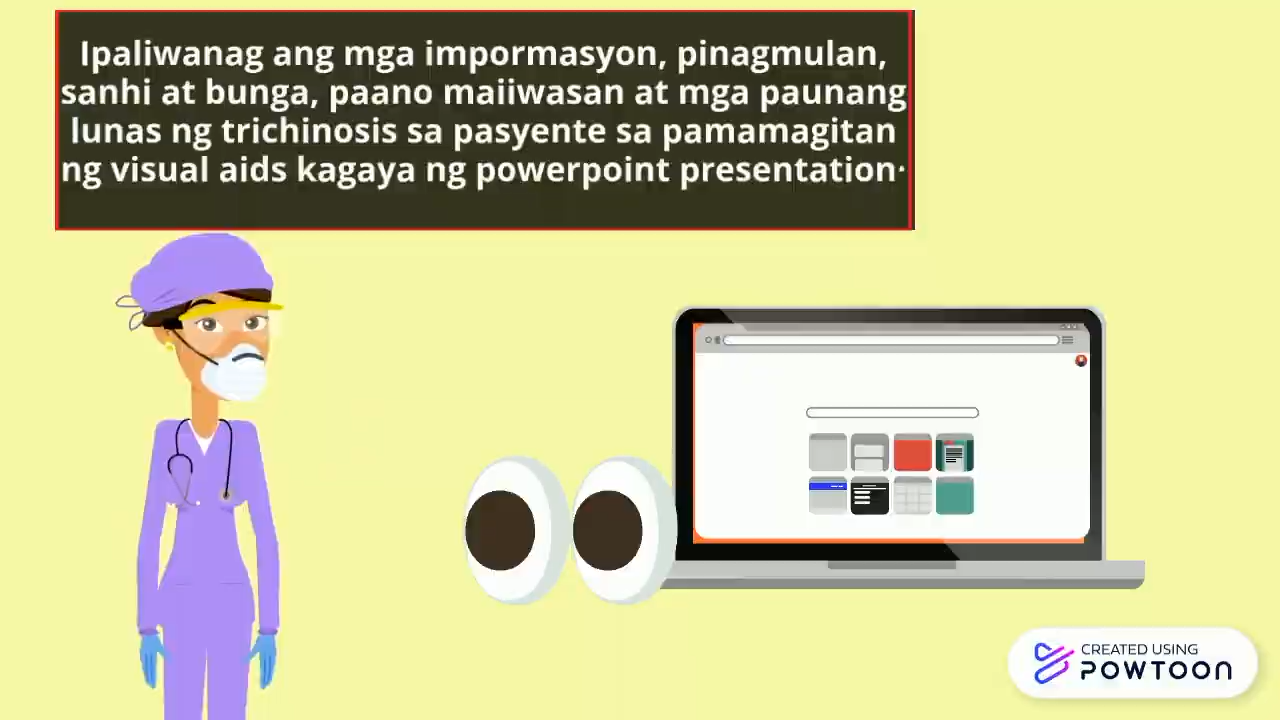 Ipaliwanag ang mga impormasyon, pinagmulan,
sanhi at bunga, paano maiiwasan at mga paunang
lunas ng trichinosis sa pasyente sa pamamagitan
ng visual aids kagaya ng powerpoint presentation·
CREATED USING
POWTOON